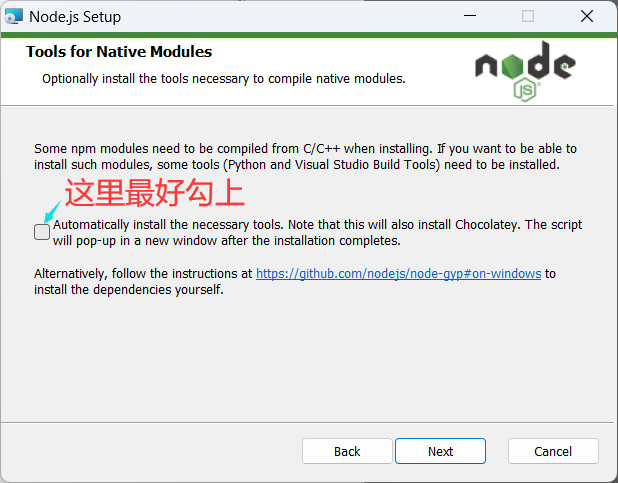 Node.js Setup
Tools for Native Modules
Optionally install the tools necessary to compile native modules.
node
JS
Some npm modules need to be compiled from C/C++ when installing. If you want to be able to
install such modules, some tools (Python and Visual Studio Build Tools) need to be installed.
这里最好勾上
Automatically install the necessary tools. Note that this will also install Chocolatey. The script
will pop-up in a new window after the installation completes.
Alternatively, follow the instructions at https://github.com/nodejs/node-gyp#on-windows to
install the dependencies yourself.
Back Next Cancel